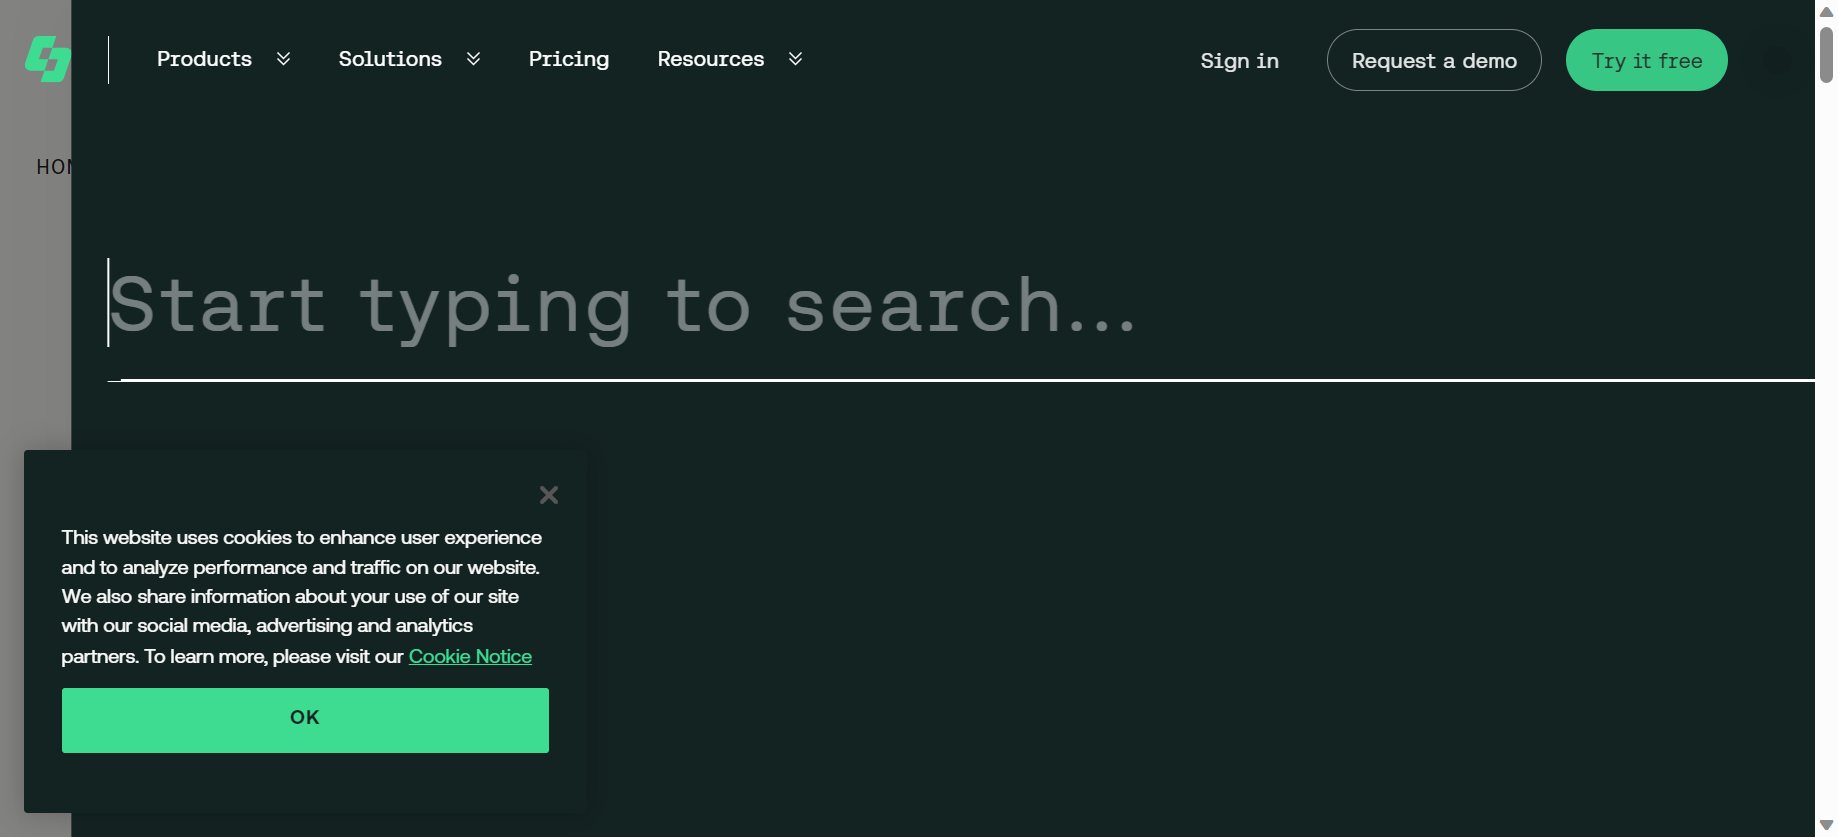 Products
Solutions
Pricing
Resources
Sign in
Request a demo
Try it free
Start typing to search...
This website uses cookies to enhance user experience
and to analyze performance and traffic on our website.
We also share information about your use of our site
with our social media, advertising and analytics
partners. To learn more, please visit our Cookie Notice
OK